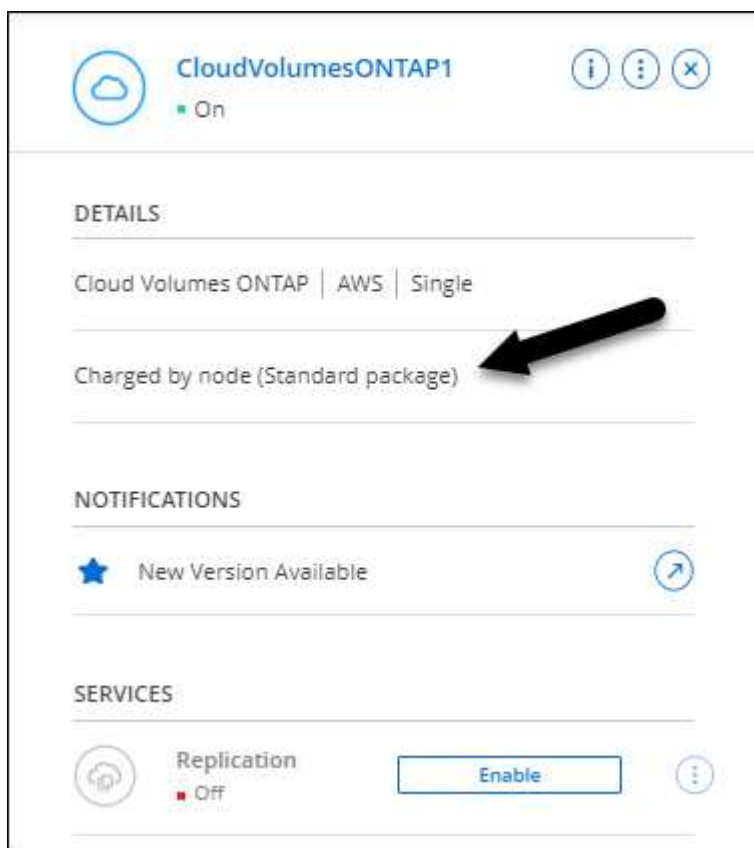 CloudVolumesONTAP1
On
DETAILS
Cloud Volumes ONTAP | AWS | Single
Charged by node (Standard package)
NOTIFICATIONS
New Version Available
SERVICES
Replication
Enable
Off